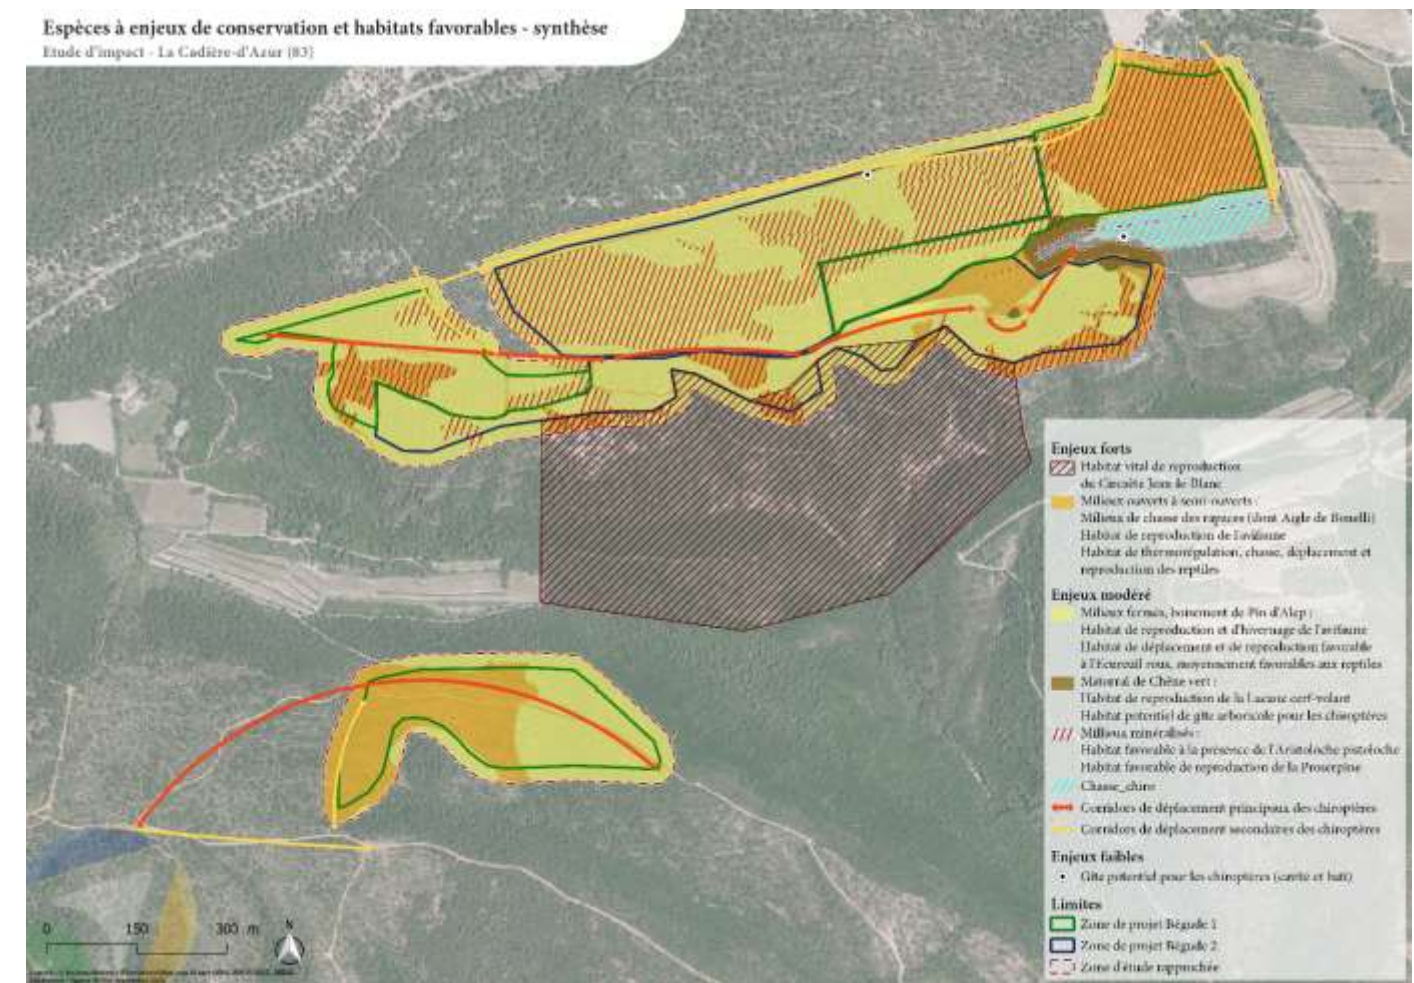 Espèces à enjeux de conservation et habitats favorables - synthèse
Etude d'impact - La Cadière-d'Azur (83)
Enjeux forts
Habitat vital de reproduction
du Circaète Jean-le-Blanc
Milieux ouverts à semi-ouverts :
Milieux de chasse des rapaces (dont Aigle de Bonelli)
Habitat de reproduction de l'avifaune
Habitat de thermorégulation, chasse, déplacement et
reproduction des reptiles
Enjeux modéré
Milieux fermés, boisement de Pin d'Alep :
Habitat de reproduction et d'hivernage de l'avifaune
Habitat de déplacement et de reproduction favorable
à l'Ecureuil roux, moyennement favorables aux reptiles
Matorral de Chêne vert :
Habitat de reproduction de la Lucane cerf-volant
Habitat potentiel de gîte arboricole pour les chiroptères
Milieux minéralisés :
Habitat favorable à la présence de l'Aristoloche pistoloche
Habitat favorable de reproduction de la Proserpine
Chasse_chiro
Corridors de déplacement principaux des chiroptères
Corridors de déplacement secondaires des chiroptères
Enjeux faibles
Gîte potentiel pour les chiroptères (cavité et bati)
Limites
Zone de projet Bégude 1
Zone de projet Bégude 2
Zone d'étude rapprochée
0 150 300 m
N